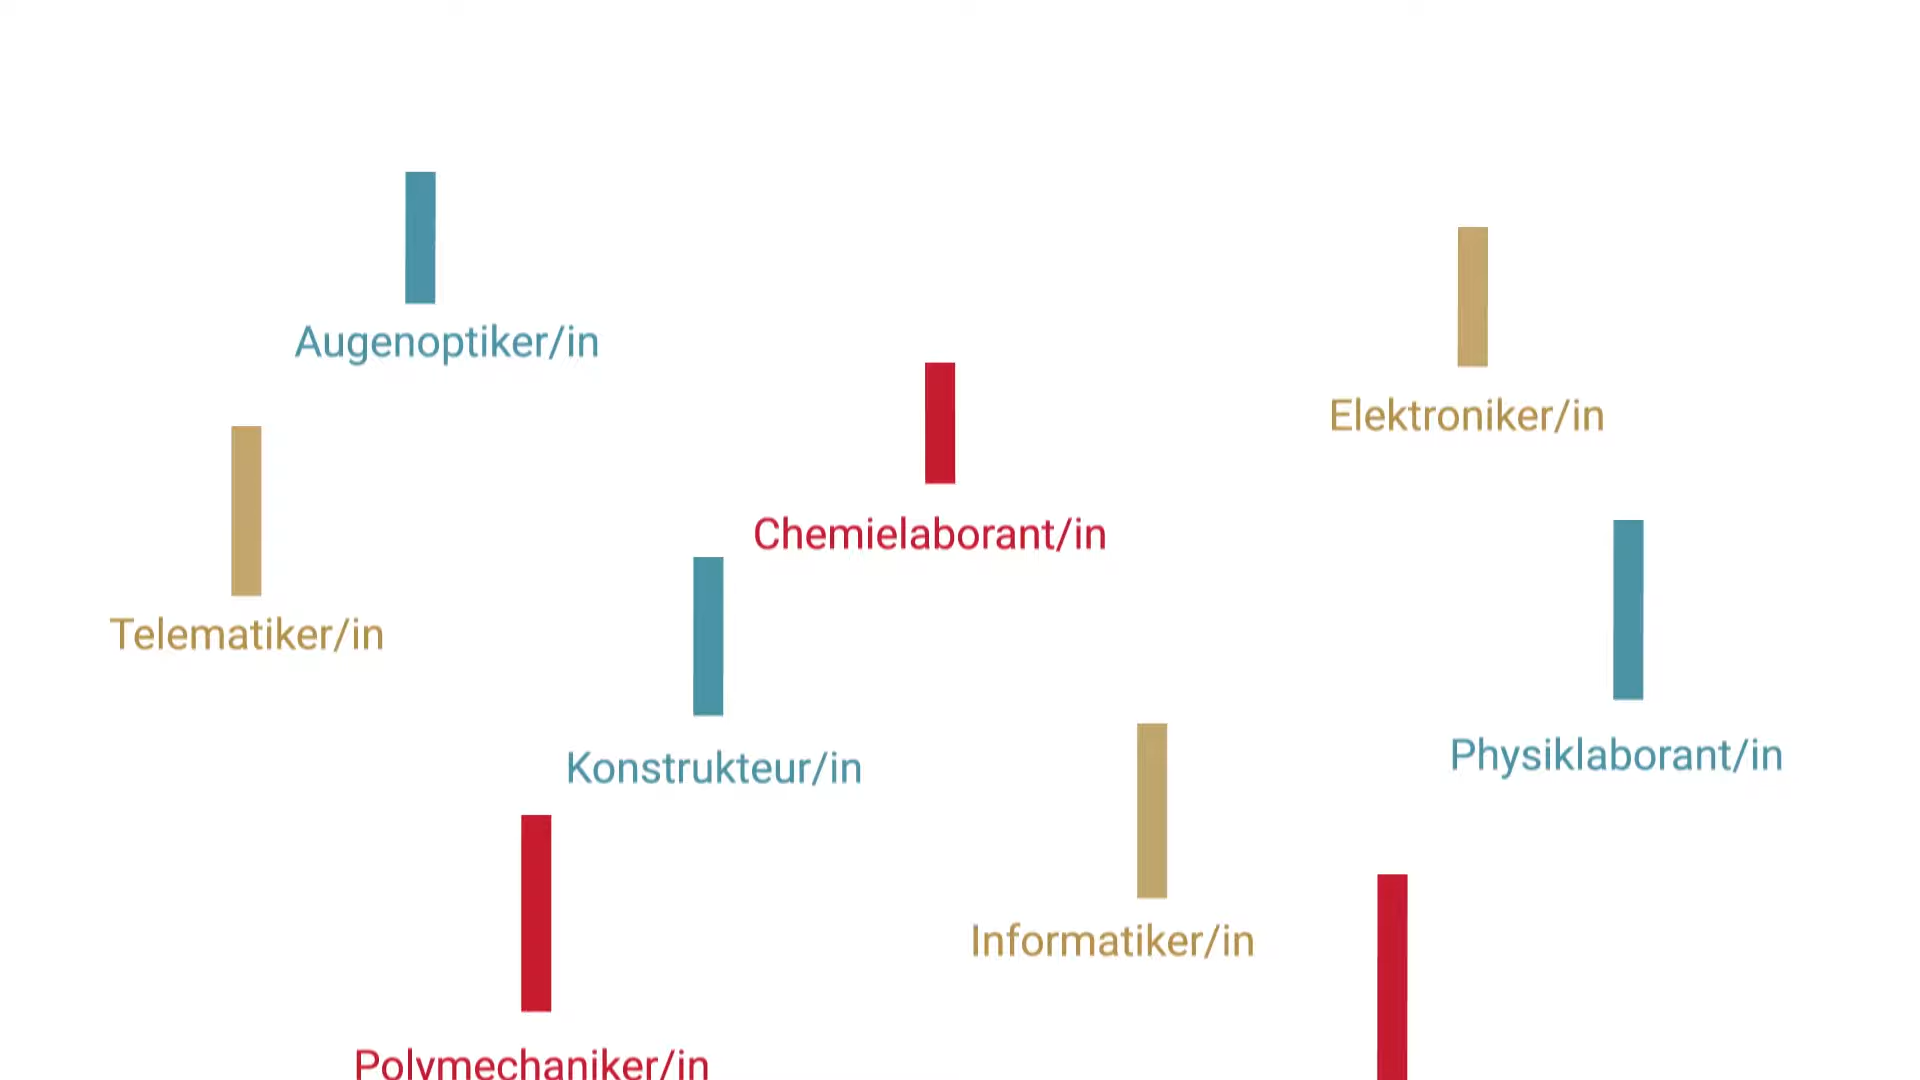 Augenoptiker/in
Elektroniker/in
Chemielaborant/in
Telematiker/in
Physiklaborant/in
Konstrukteur/in
Informatiker/in
Polymechaniker/in